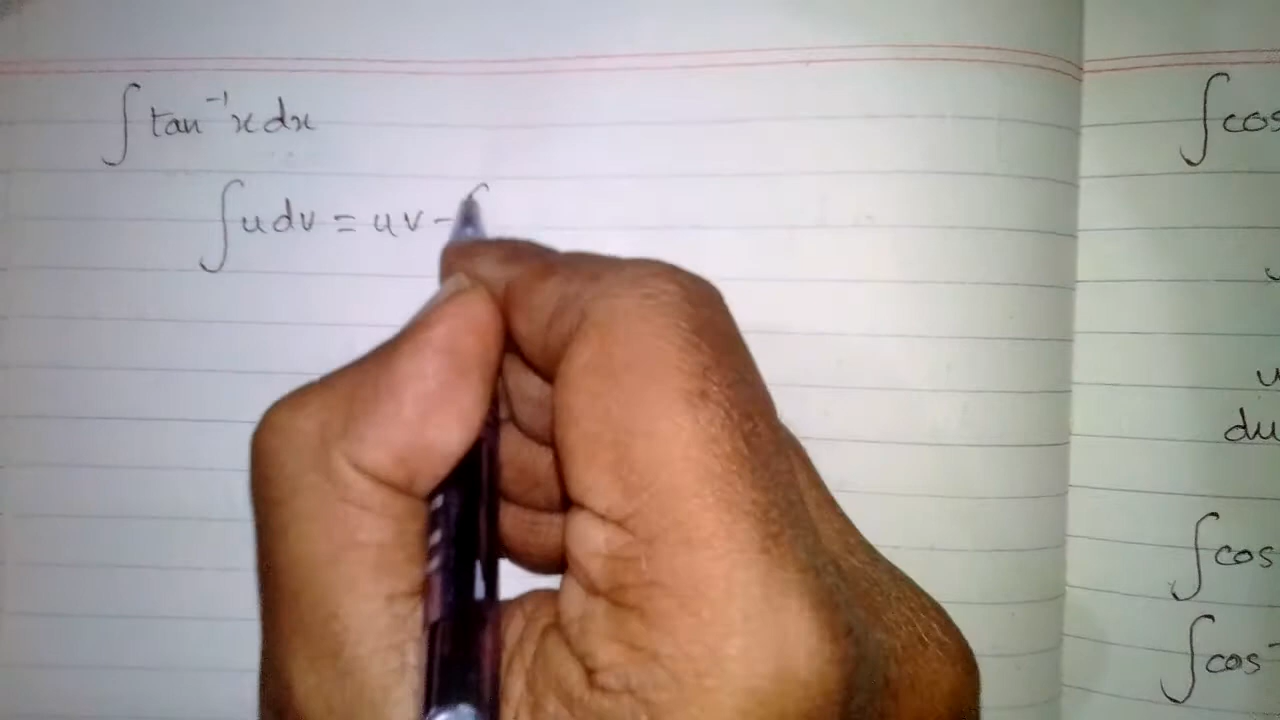 ∫ tan⁻¹x dx
∫ u dv = uv - ∫
∫ cos
u
du
∫ cos
∫ cos⁻